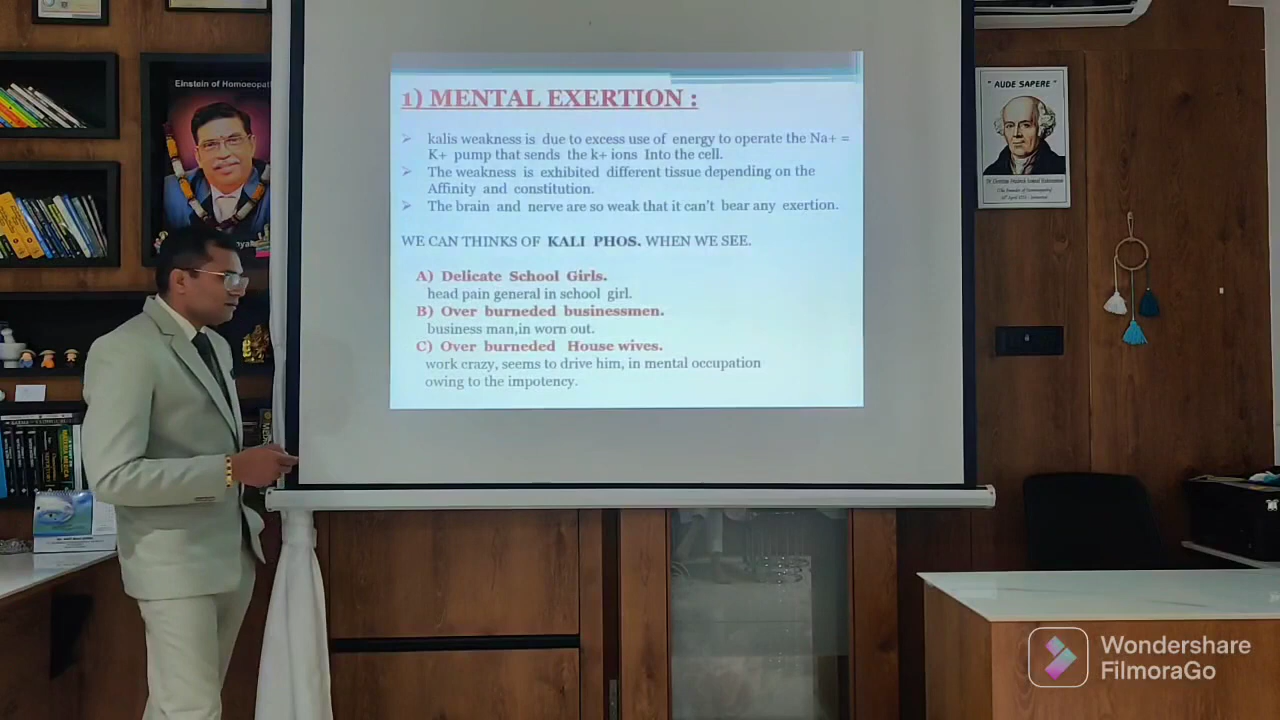 Einstein of Homoeopath
1) MENTAL EXERTION :
kalis weakness is due to excess use of energy to operate the Na+ =
K+ pump that sends the k+ ions Into the cell.
The weakness is exhibited different tissue depending on the
Affinity and constitution.
The brain and nerve are so weak that it can't bear any exertion.
WE CAN THINKS OF KALI PHOS. WHEN WE SEE.
A) Delicate School Girls.
head pain general in school girl.
B) Over burneded businessmen.
business man,in worn out.
C) Over burneded House wives.
work crazy, seems to drive him, in mental occupation
owing to the impotency.
" AUDE SAPERE "
Wondershare
FilmoraGo